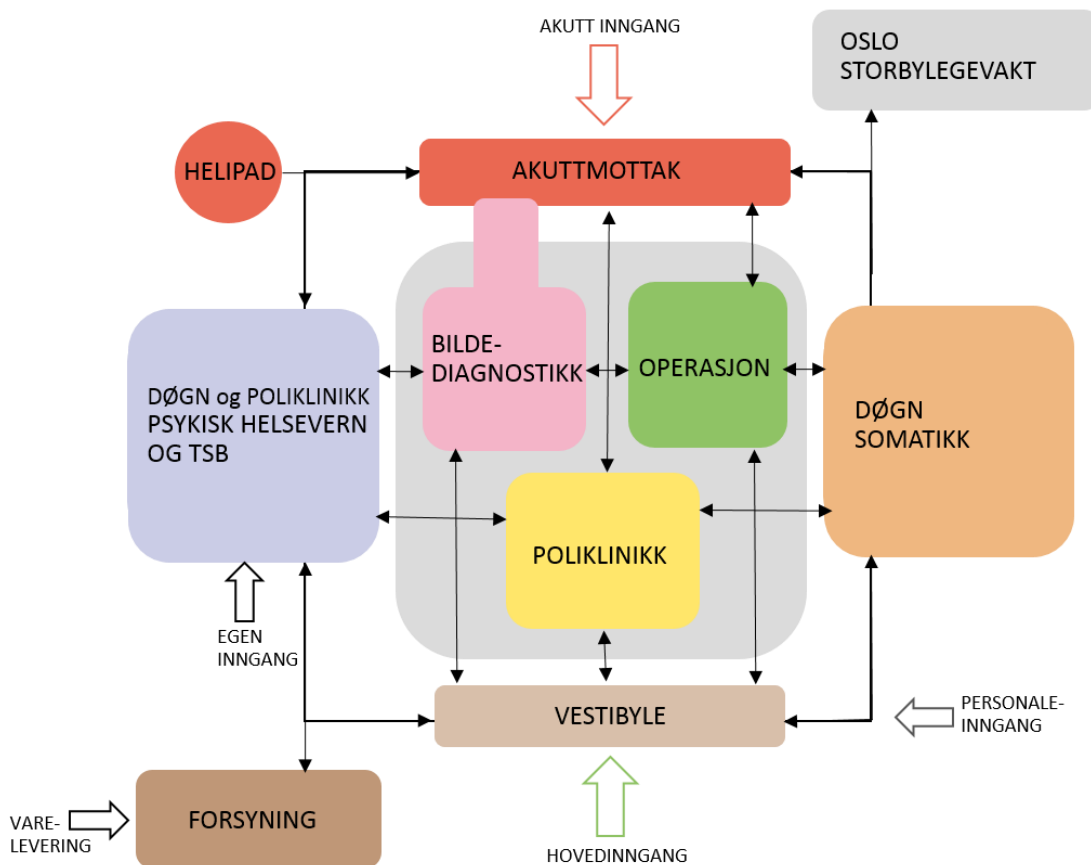 AKUTT INNGANG
OSLO
STORBYLEGEVAKT
HELIPAD
AKUTTMOTTAK
BILDE-
DIAGNOSTIKK
OPERASJON
DØGN og POLIKLINIKK
PSYKISK HELSEVERN
OG TSB
DØGN
SOMATIKK
POLIKLINIKK
EGEN
INNGANG
VESTIBYLE
PERSONALE-
INNGANG
FORSYNING
VARE-
LEVERING
HOVEDINNGANG